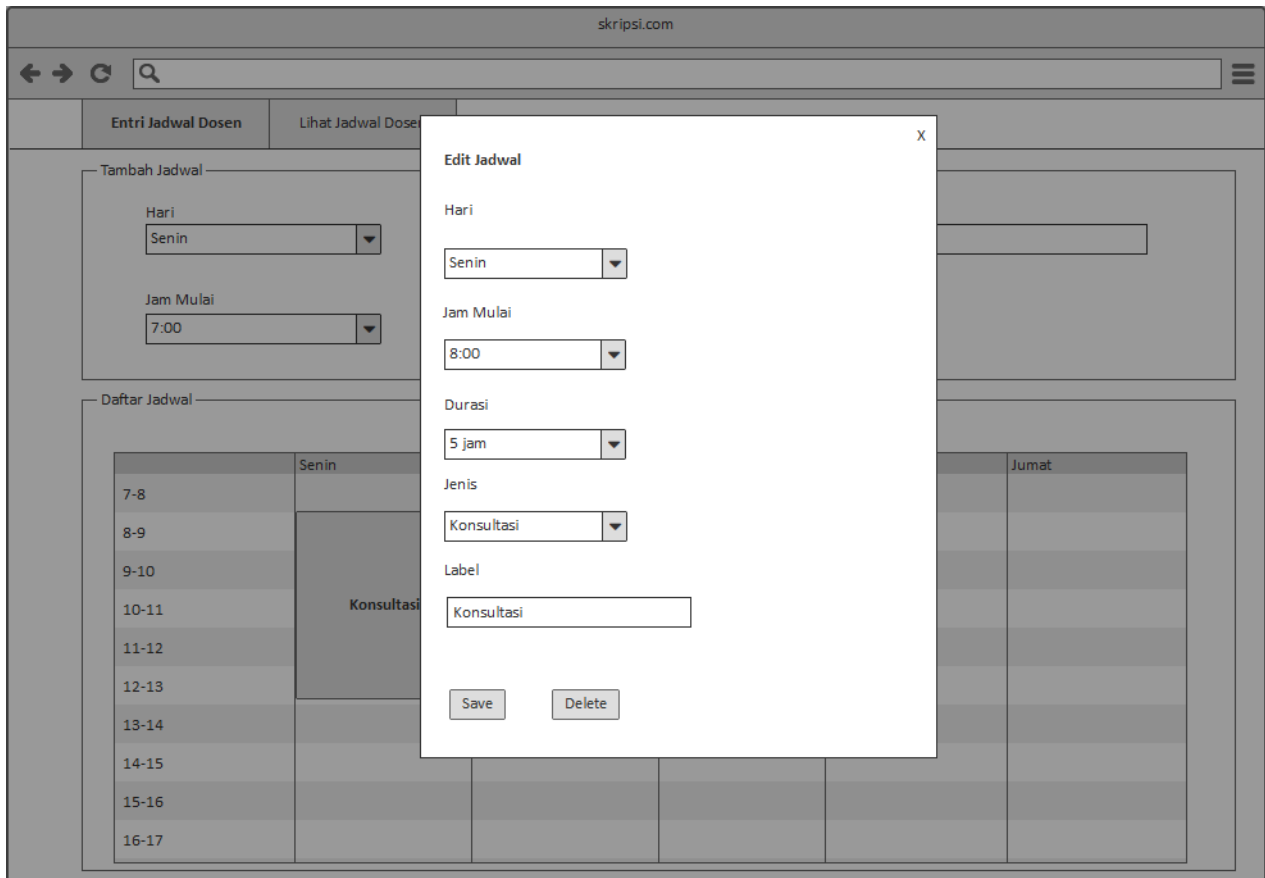 skripsi.com
Entri Jadwal Dosen
Lihat Jadwal
Tambah Jadwal
Hari
Senin
Jam Mulai
7:00
Daftar Jadwal
Senin
Jumat
7-8
8-9
9-10
10-11
11-12
12-13
13-14
14-15
15-16
16-17
Konsultasi
X
Edit Jadwal
Hari
Senin
Jam Mulai
8:00
Durasi
5 jam
Jenis
Konsultasi
Label
Konsultasi
Save
Delete